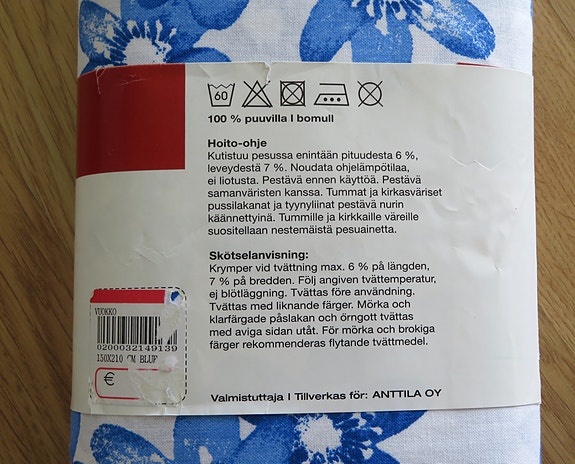 60
100 % puuvilla I bomull
Hoito-ohje
Kutistuu pesussa enintään pituudesta 6 %,
leveydestä 7 %. Noudata ohjelämpötilaa,
ei liotusta. Pestävä ennen käyttöä. Pestävä
samanväristen kanssa. Tummat ja kirkasväriset
pussilakanat ja tyynyliinat pestävä nurin
käännettyinä. Tummille ja kirkkaille väreille
suositellaan nestemäistä pesuainetta.
Skötselanvisning:
Krymper vid tvättning max. 6 % på längden,
7 % på bredden. Följ angiven tvättemperatur,
ej blötläggning. Tvättas före användning.
Tvättas med liknande färger. Mörka och
klarfärgade påslakan och örngott tvättas
med aviga sidan utåt. För mörka och brokiga
färger rekommenderas flytande tvättmedel.
VUOKKO
0200032149139
150X210 CM BLUE
€
Valmistuttaja I Tillverkas för: ANTTILA OY